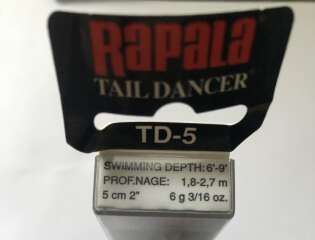 Rapala
TAIL DANCER
TD-5
SWIMMING DEPTH: 6'-9'
PROF.NAGE: 1,8-2,7 m
5 cm 2" 6 g 3/16 oz.